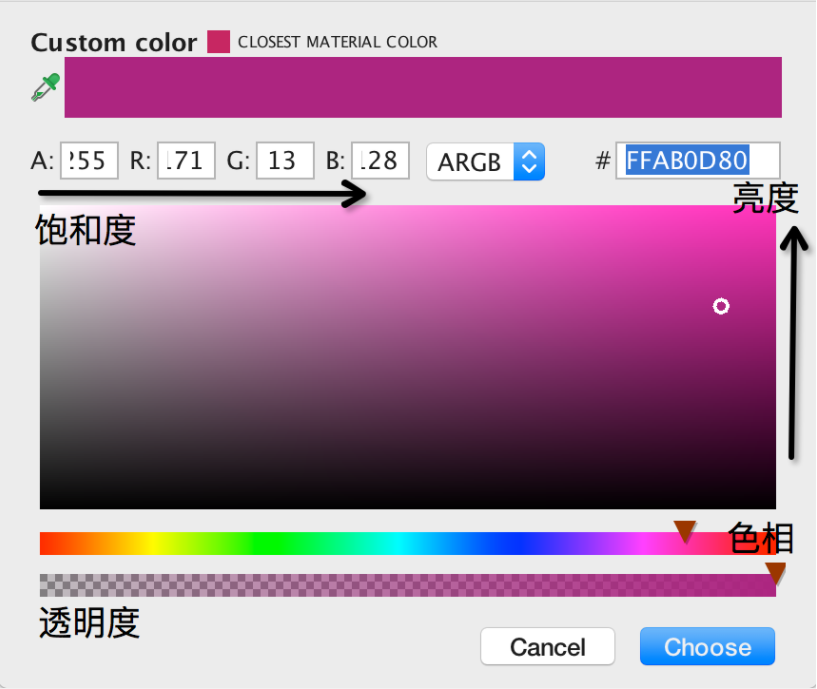 Custom color CLOSEST MATERIAL COLOR
A: 255 R: 171 G: 13 B: 128 ARGB # FFAB0D80
亮度
饱和度
色相
透明度
Cancel Choose